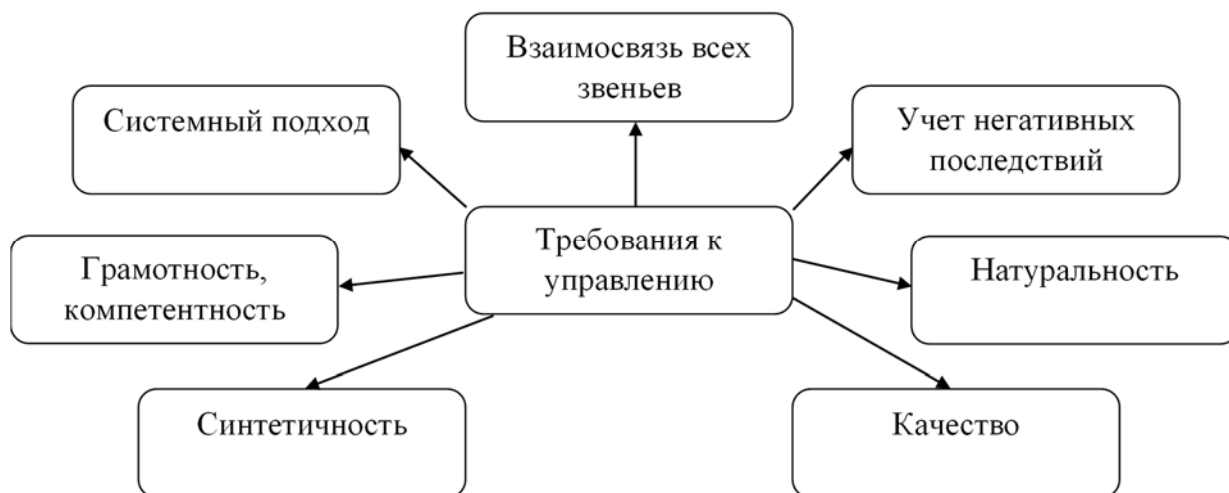 Взаимосвязь всех
звеньев
Системный подход
Учет негативных
последствий
Требования к
управлению
Грамотность,
компетентность
Натуральность
Синтетичность
Качество